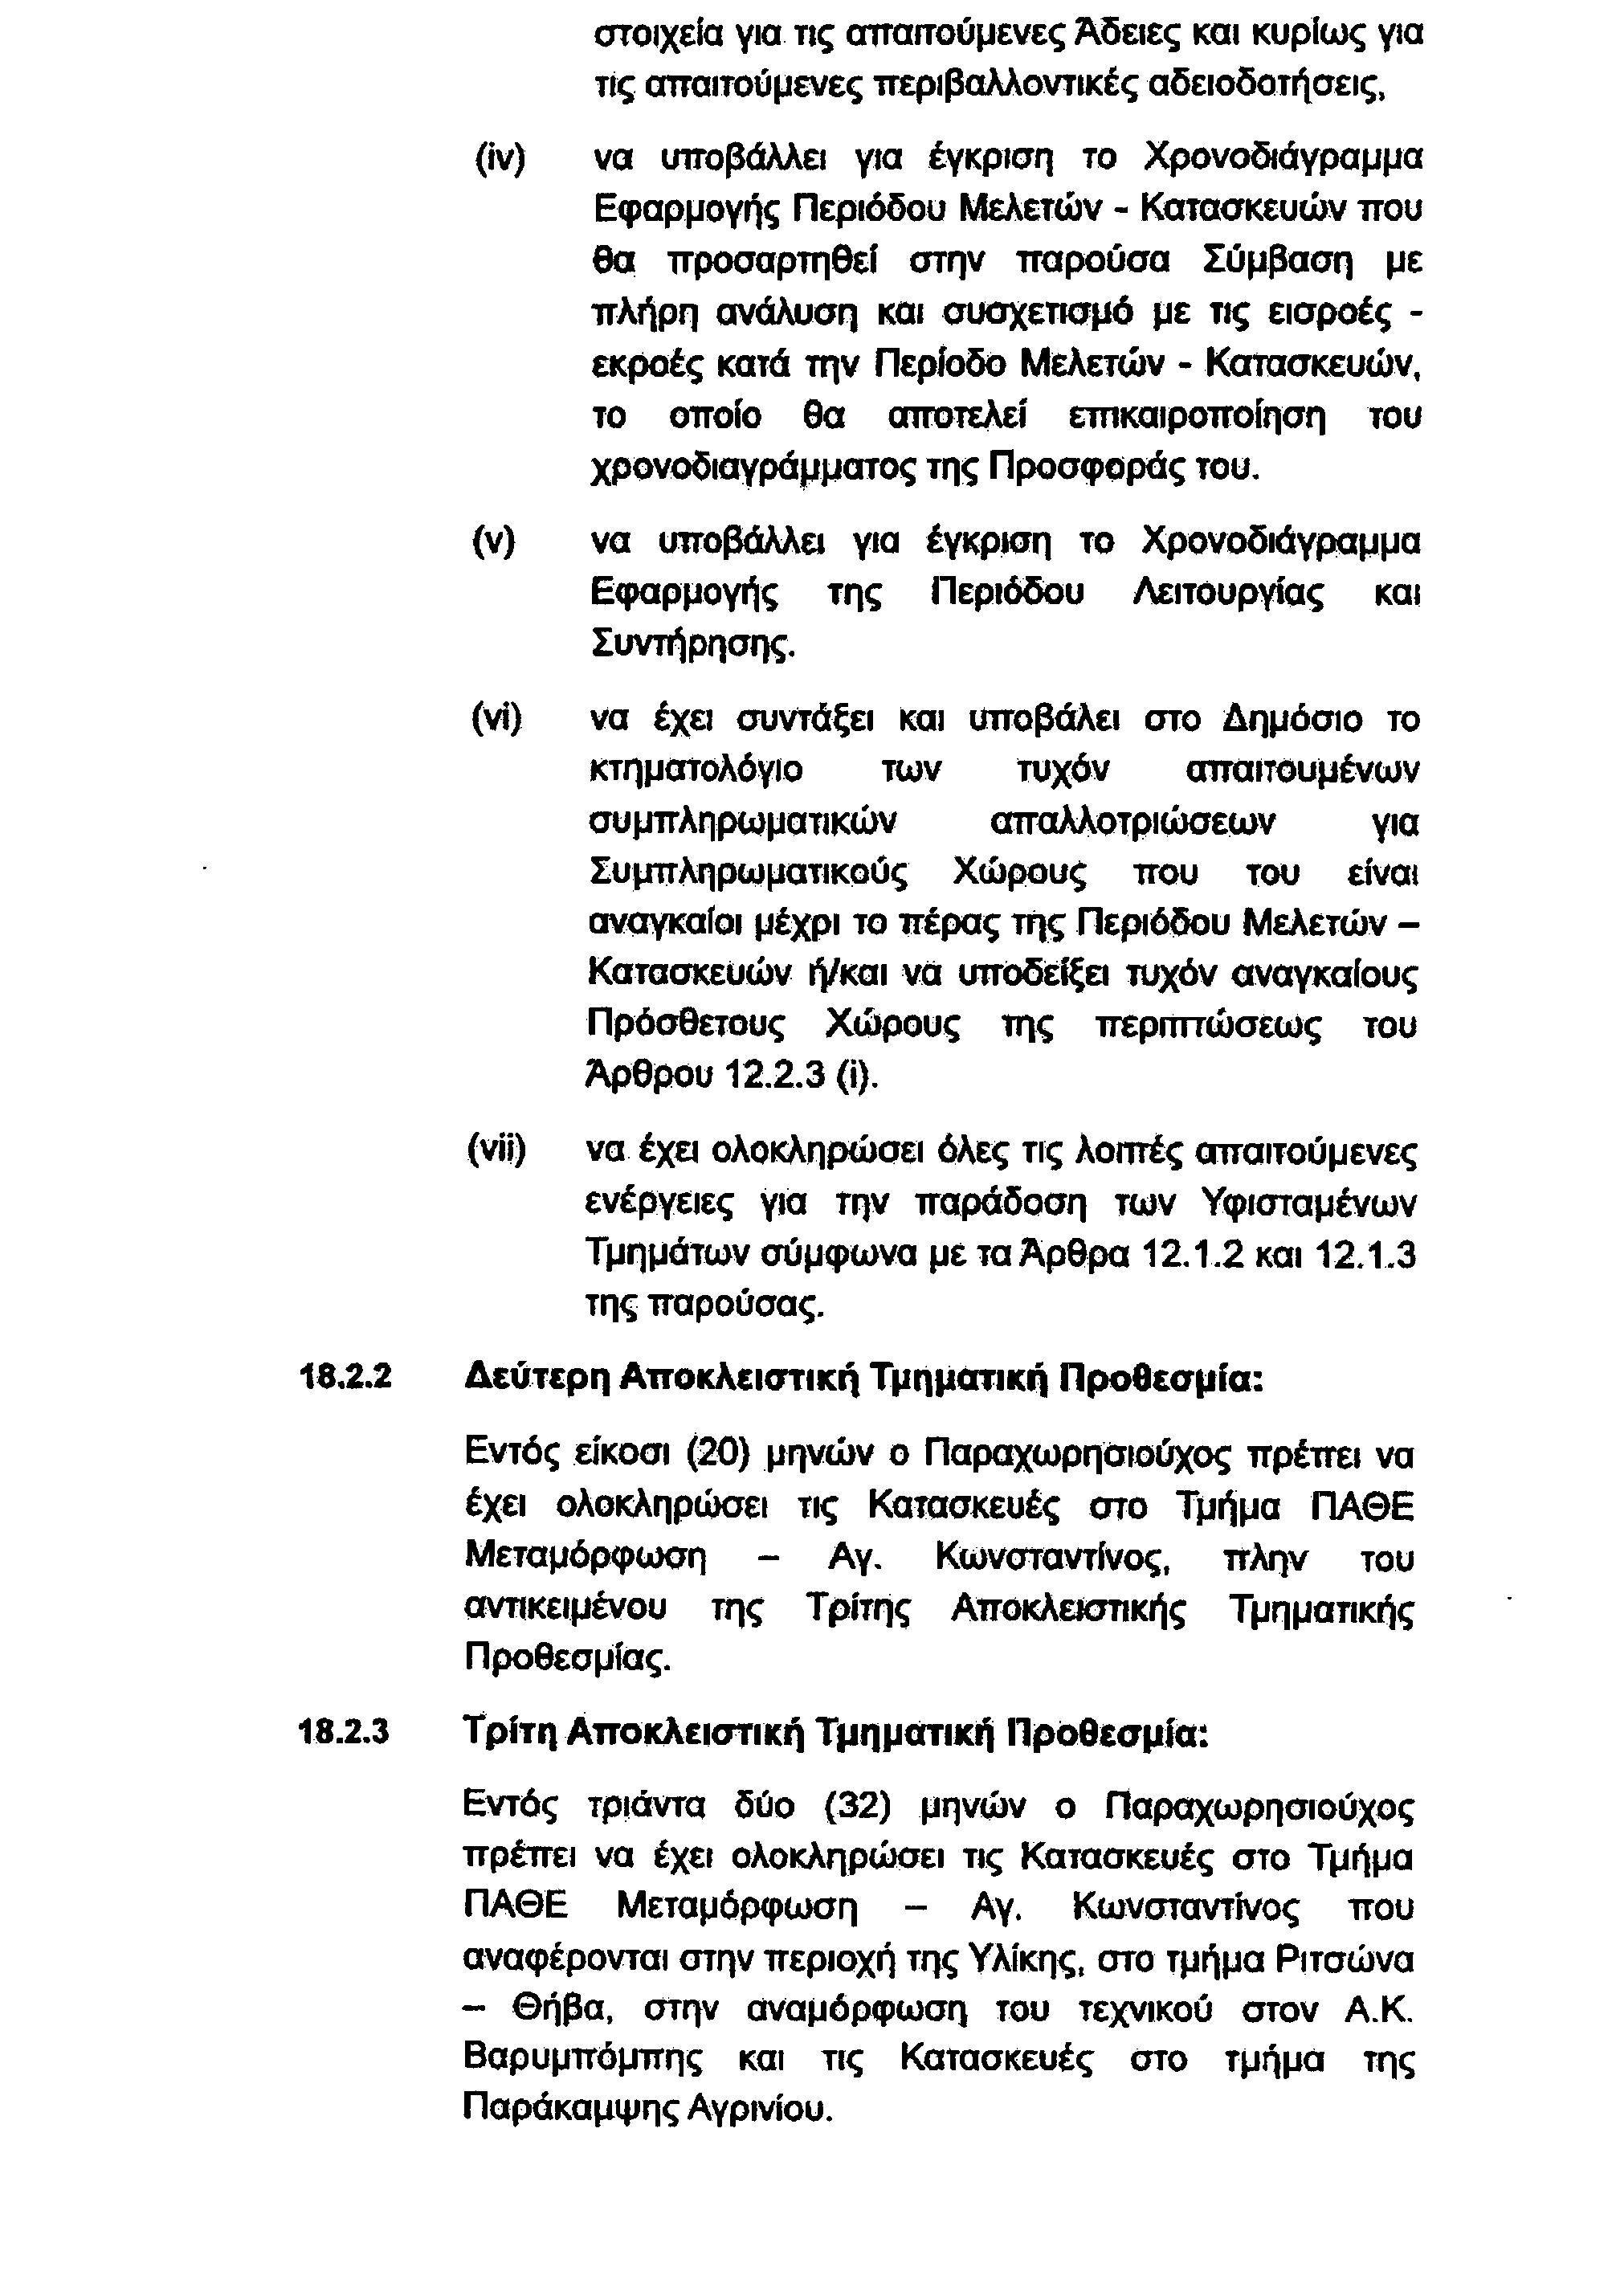 στοιχεία για τις απαιτούμενες Άδειες και κυρίως για
τις απαιτούμενες περιβαλλοντικές αδειοδοτήσεις,
(iv) να υποβάλλει για έγκριση το Χρονοδιάγραμμα
Εφαρμογής Περιόδου Μελετών - Κατασκευών που
θα προσαρτηθεί στην παρούσα Σύμβαση με
πλήρη ανάλυση και συσχετισμό με τις εισροές -
εκροές κατά την Περίοδο Μελετών - Κατασκευών,
το οποίο θα αποτελεί επικαιροποίηση του
χρονοδιαγράμματος της Προσφοράς του.
(v) να υποβάλλει για έγκριση το Χρονοδιάγραμμα
Εφαρμογής της Περιόδου Λειτουργίας και
Συντήρησης.
(vi) να έχει συντάξει και υποβάλει στο Δημόσιο το
κτηματολόγιο των τυχόν απαιτουμένων
συμπληρωματικών απαλλοτριώσεων για
Συμπληρωματικούς Χώρους που του είναι
αναγκαίοι μέχρι το πέρας της Περιόδου Μελετών –
Κατασκευών ή/και να υποδείξει τυχόν αναγκαίους
Πρόσθετους Χώρους της περιπτώσεως του
Άρθρου 12.2.3 (i).
(vii) να έχει ολοκληρώσει όλες τις λοιπές απαιτούμενες
ενέργειες για την παράδοση των Υφισταμένων
Τμημάτων σύμφωνα με τα Άρθρα 12.1.2 και 12.1.3
της παρούσας.
18.2.2 Δεύτερη Αποκλειστική Τμηματική Προθεσμία:
Εντός είκοσι (20) μηνών ο Παραχωρησιούχος πρέπει να
έχει ολοκληρώσει τις Κατασκευές στο Τμήμα ΠΑΘΕ
Μεταμόρφωση – Αγ. Κωνσταντίνος, πλην του
αντικειμένου της Τρίτης Αποκλειστικής Τμηματικής
Προθεσμίας.
18.2.3 Τρίτη Αποκλειστική Τμηματική Προθεσμία:
Εντός τριάντα δύο (32) μηνών ο Παραχωρησιούχος
πρέπει να έχει ολοκληρώσει τις Κατασκευές στο Τμήμα
ΠΑΘΕ Μεταμόρφωση – Αγ. Κωνσταντίνος που
αναφέρονται στην περιοχή της Υλίκης, στο τμήμα Ριτσώνα
– Θήβα, στην αναμόρφωση του τεχνικού στον Α.Κ.
Βαρυμπόμπης και τις Κατασκευές στο τμήμα της
Παράκαμψης Αγρινίου.